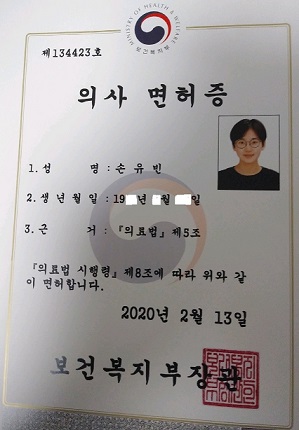 MINISTRY OF HEALTH & WELFARE
보건복지부
제134423호
의사 면허증
1. 성 명 : 손유빈
2. 생년월일 : 19 년 월 일
3. 근 거 : 『의료법』 제5조
『의료법 시행령』 제8조에 따라 위와 같
이 면허합니다.
2020년 2월 13일
보건복지부장관